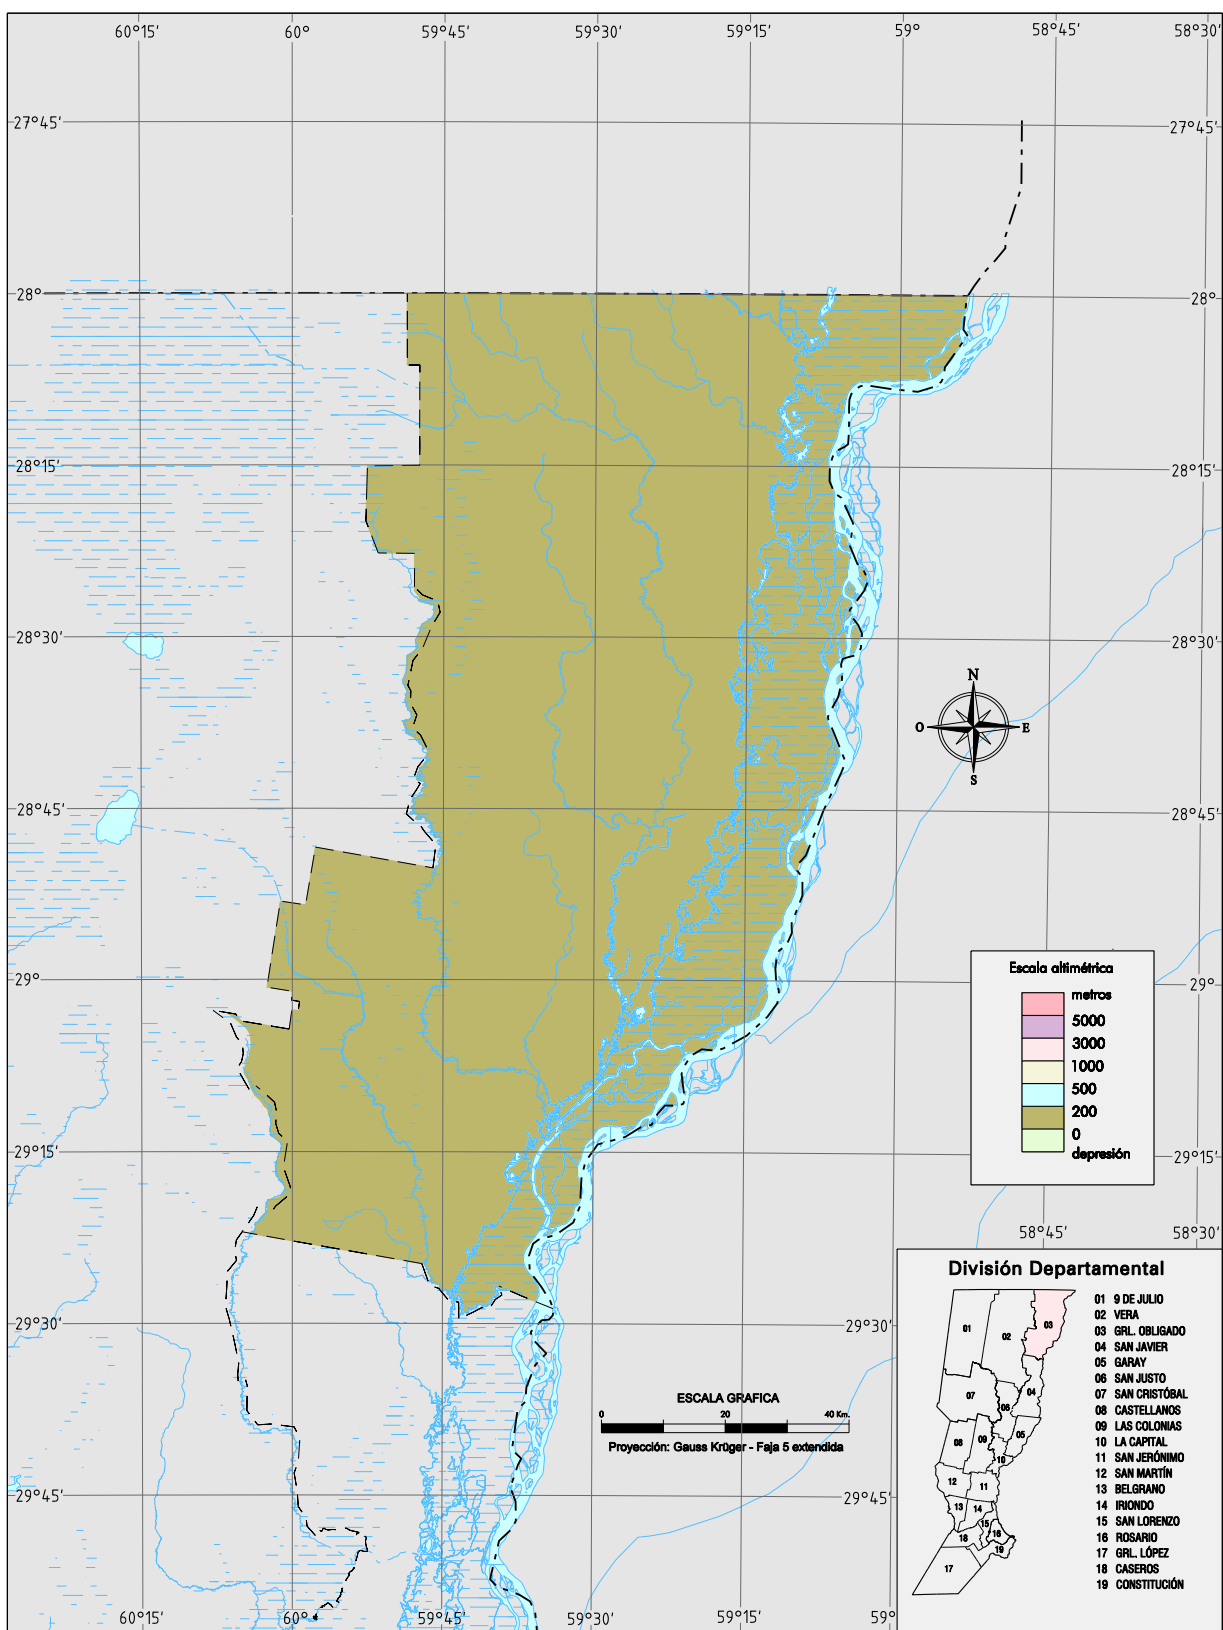 60°15' 60° 59°45' 59°30' 59°15' 59° 58°45' 58°30'
27°45' 27°45'
28° 28°
28°15' 28°15'
28°30' 28°30'
N
O E
S
28°45' 28°45'
Escala altimétrica
metros
5000
3000
1000
500
200
0
depresión
29° 29°
29°15' 29°15'
58°45' 58°30'
29°30' 29°30'
29°45' 29°45'
ESCALA GRAFICA
0 20 40 Km.
Proyección: Gauss Krüger - Faja 5 extendida
División Departamental
01 9 DE JULIO
02 VERA
03 GRL. OBLIGADO
04 SAN JAVIER
05 GARAY
06 SAN JUSTO
07 SAN CRISTÓBAL
08 CASTELLANOS
09 LAS COLONIAS
10 LA CAPITAL
11 SAN JERÓNIMO
12 SAN MARTÍN
13 BELGRANO
14 IRIONDO
15 SAN LORENZO
16 ROSARIO
17 GRL. LÓPEZ
18 CASEROS
19 CONSTITUCIÓN
01
02
03
04
05
06
07
08
09
10
11
12
13
14
15
16
17
18
19
60°15' 60° 59°45' 59°30' 59°15' 59°